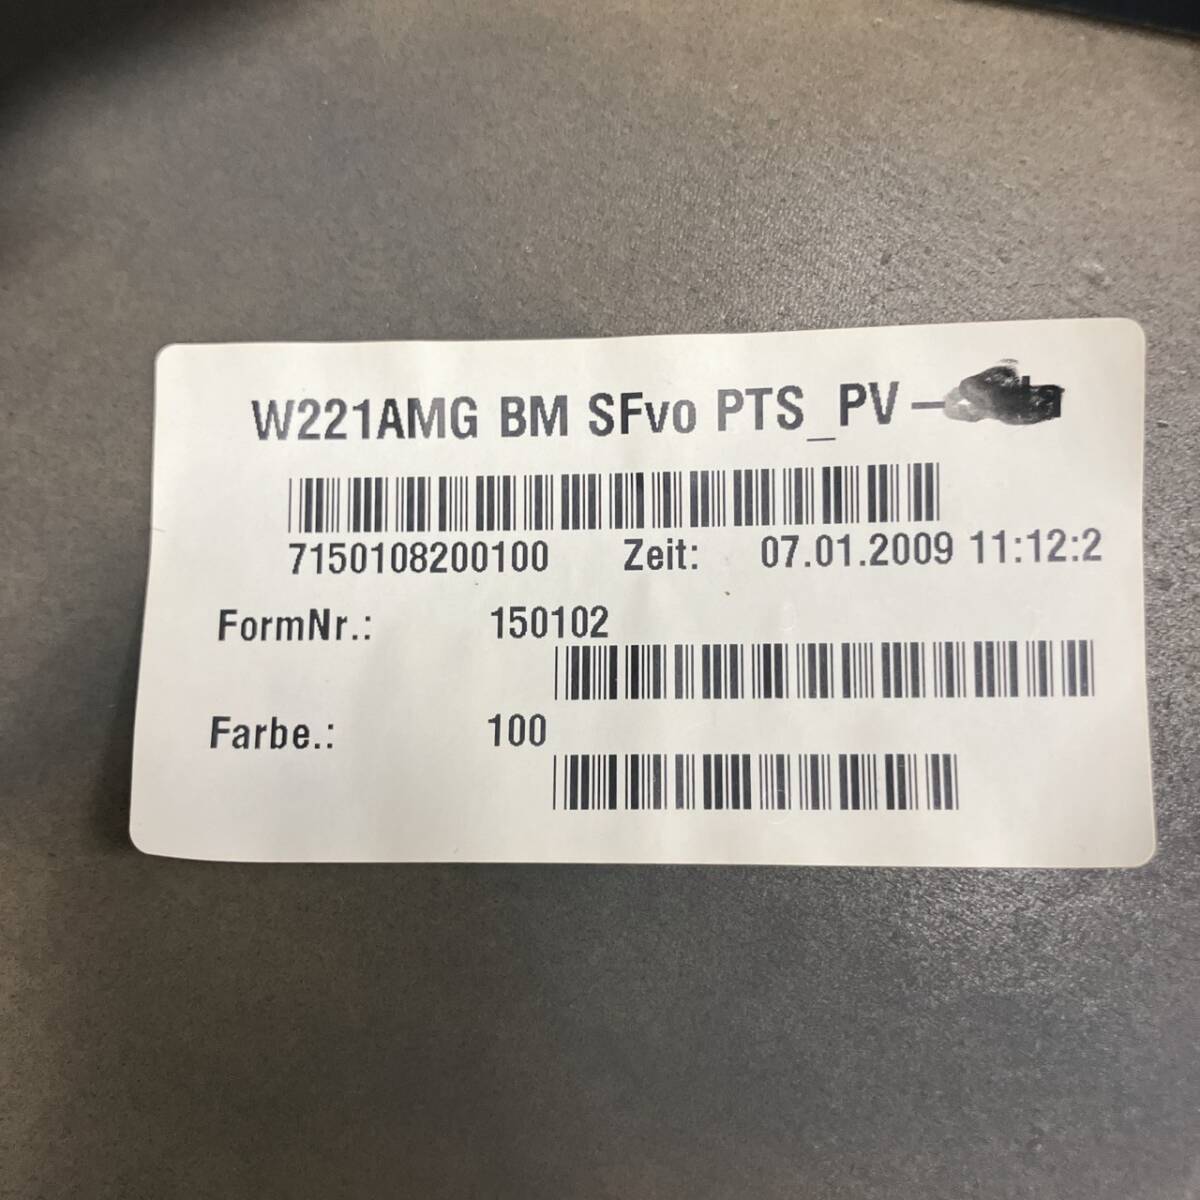 W221AMG BM SFvo PTS_PV –
7150108200100 Zeit: 07.01.2009 11:12:2
FormNr.: 150102
Farbe.: 100